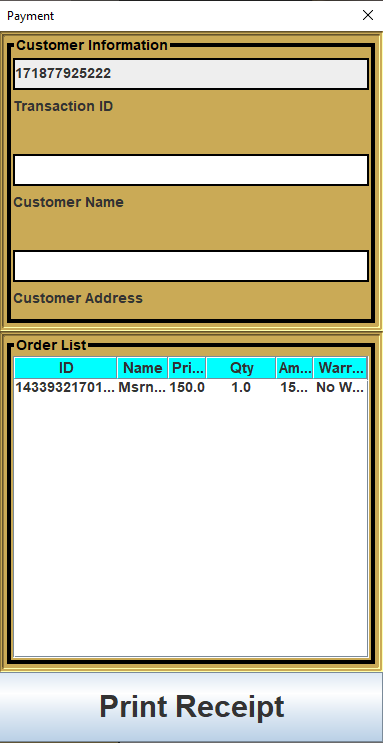 Payment
Customer Information
171877925222
Transaction ID
Customer Name
Customer Address
Order List
ID Name Pri... Qty Am... Warr...
14339321701... Msrn... 150.0 1.0 15... No W...
Print Receipt